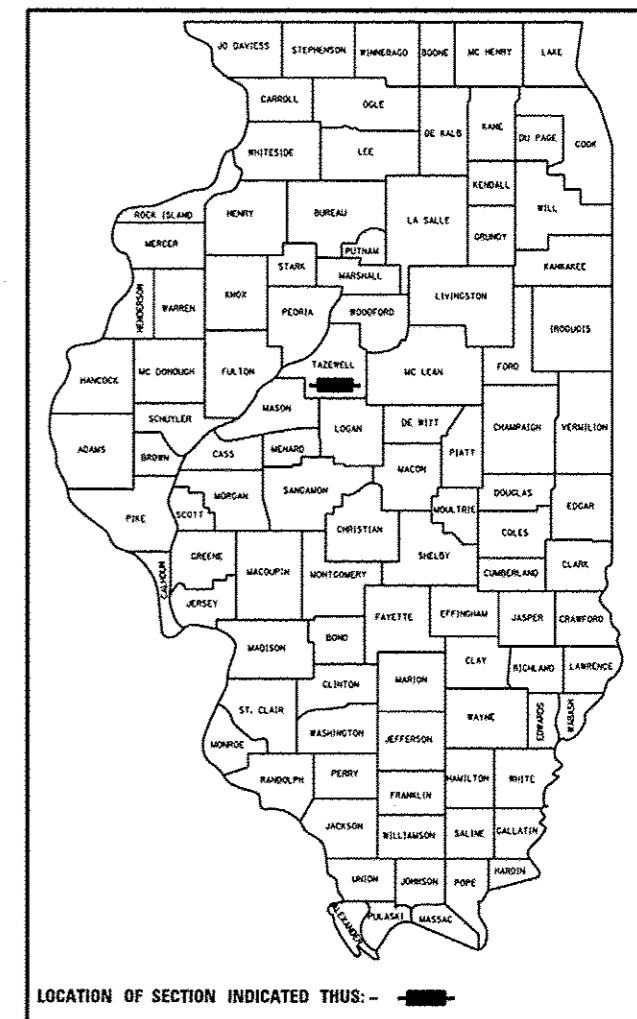 JO DAVIESS STEPHENSON WINNEBAGO BOONE MC HENRY LAKE
CARROLL OGLE DE KALB KANE DU PAGE COOK
WHITESIDE LEE
KENDALL WILL
ROCK ISLAND HENRY BUREAU LA SALLE GRUNDY
MERCER PUTNAM KANKAKEE
STARK MARSHALL
HENDERSON WARREN KNOX PEORIA WOODFORD LIVINGSTON IROQUOIS
HANCOCK MC DONOUGH FULTON TAZEWELL MC LEAN FORD
MASON
SCHUYLER LOGAN DE WITT CHAMPAIGN VERMILION
ADAMS BROWN CASS MENARD MACON PIATT
PIKE SCOTT MORGAN SANGAMON MOULTRIE DOUGLAS EDGAR
CHRISTIAN COLES
GREENE MACOUPIN MONTGOMERY SHELBY CUMBERLAND CLARK
CALHOUN JERSEY
FAYETTE EFFINGHAM JASPER CRAWFORD
MADISON BOND
CLAY RICHLAND LAWRENCE
CLINTON MARION
ST. CLAIR WAYNE EDWARDS WABASH
WASHINGTON JEFFERSON
MONROE
RANDOLPH PERRY HAMILTON WHITE
FRANKLIN
JACKSON WILLIAMSON SALINE GALLATIN
UNION JOHNSON POPE HARDIN
ALEXANDER PULASKI MASSAC
LOCATION OF SECTION INDICATED THUS: -